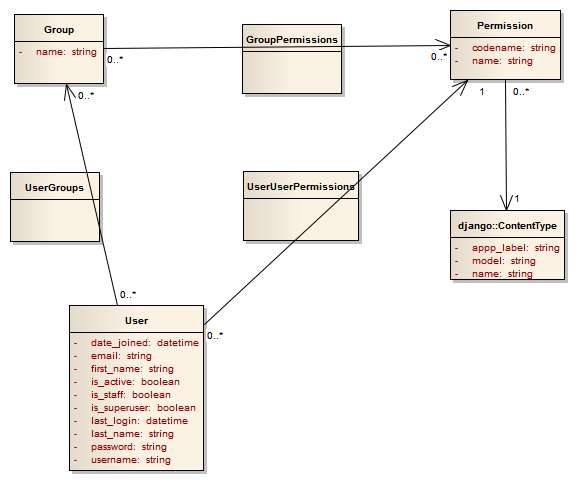 Group
- name: string
0..*
0..*
GroupPermissions
0..*
Permission
- codename: string
- name: string
1
0..*
UserGroups
UserUserPermissions
1
django::ContentType
- appp_label: string
- model: string
- name: string
0..*
0..*
User
- date_joined: datetime
- email: string
- first_name: string
- is_active: boolean
- is_staff: boolean
- is_superuser: boolean
- last_login: datetime
- last_name: string
- password: string
- username: string